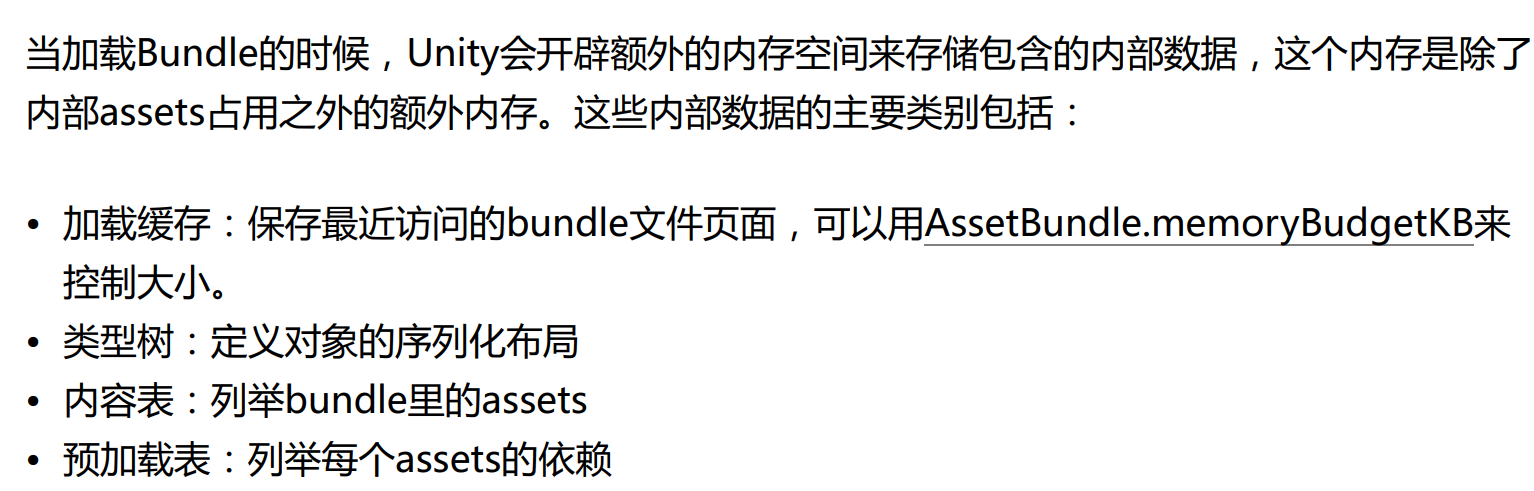 当加载Bundle的时候，Unity会开辟额外的内存空间来存储包含的内部数据，这个内存是除了
内部assets占用之外的额外内存。这些内部数据的主要类别包括：
• 加载缓存：保存最近访问的bundle文件页面，可以用AssetBundle.memoryBudgetKB来
控制大小。
• 类型树：定义对象的序列化布局
• 内容表：列举bundle里的assets
• 预加载表：列举每个assets的依赖